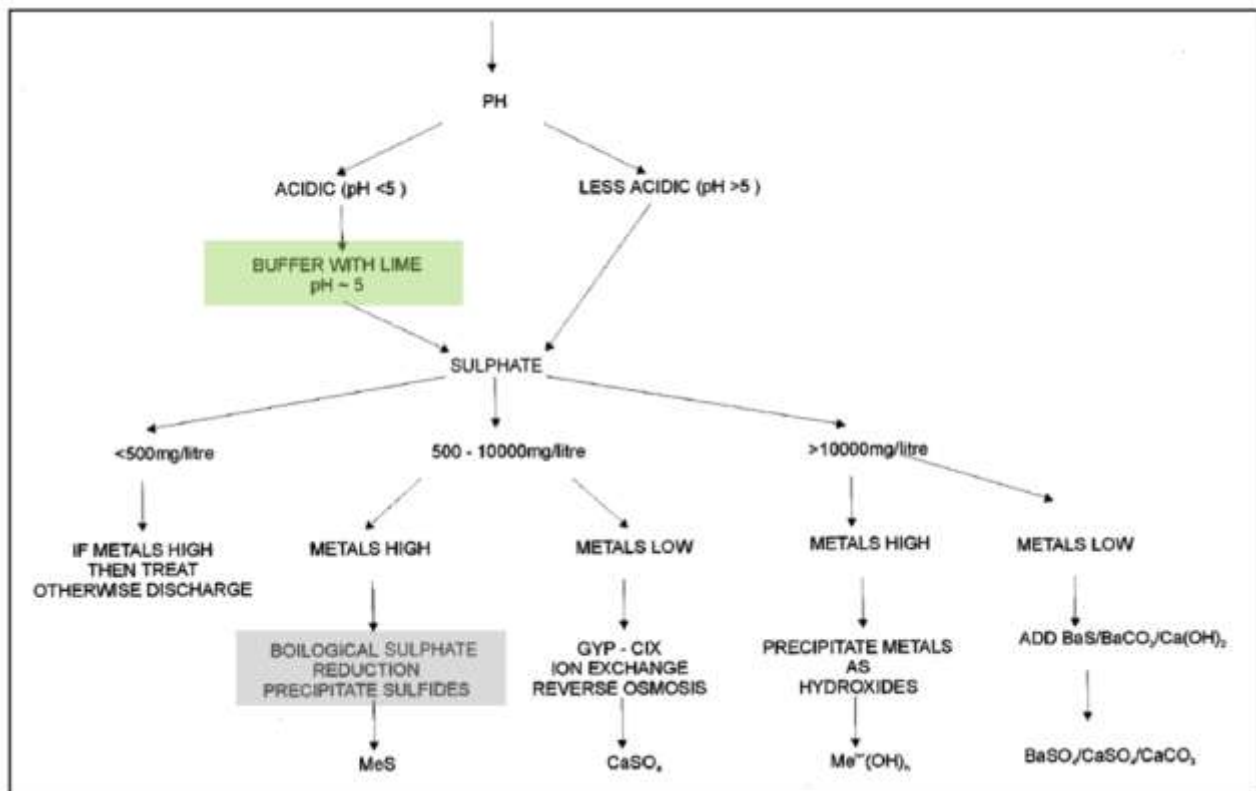 PH
ACIDIC (pH <5 )
LESS ACIDIC (pH >5 )
BUFFER WITH LIME
pH ~ 5
SULPHATE
<500mg/litre
500 - 10000mg/litre
>10000mg/litre
IF METALS HIGH
THEN TREAT
OTHERWISE DISCHARGE
METALS HIGH
METALS LOW
METALS HIGH
METALS LOW
BOILOGICAL SULPHATE
REDUCTION
PRECIPITATE SULFIDES
GYP - CIX
ION EXCHANGE
REVERSE OSMOSIS
PRECIPITATE METALS
AS
HYDROXIDES
ADD BaS/BaCO₃/Ca(OH)₂
MeS
CaSO₄
Me⁺⁺(OH)ₙ
BaSO₄/CaSO₄/CaCO₃